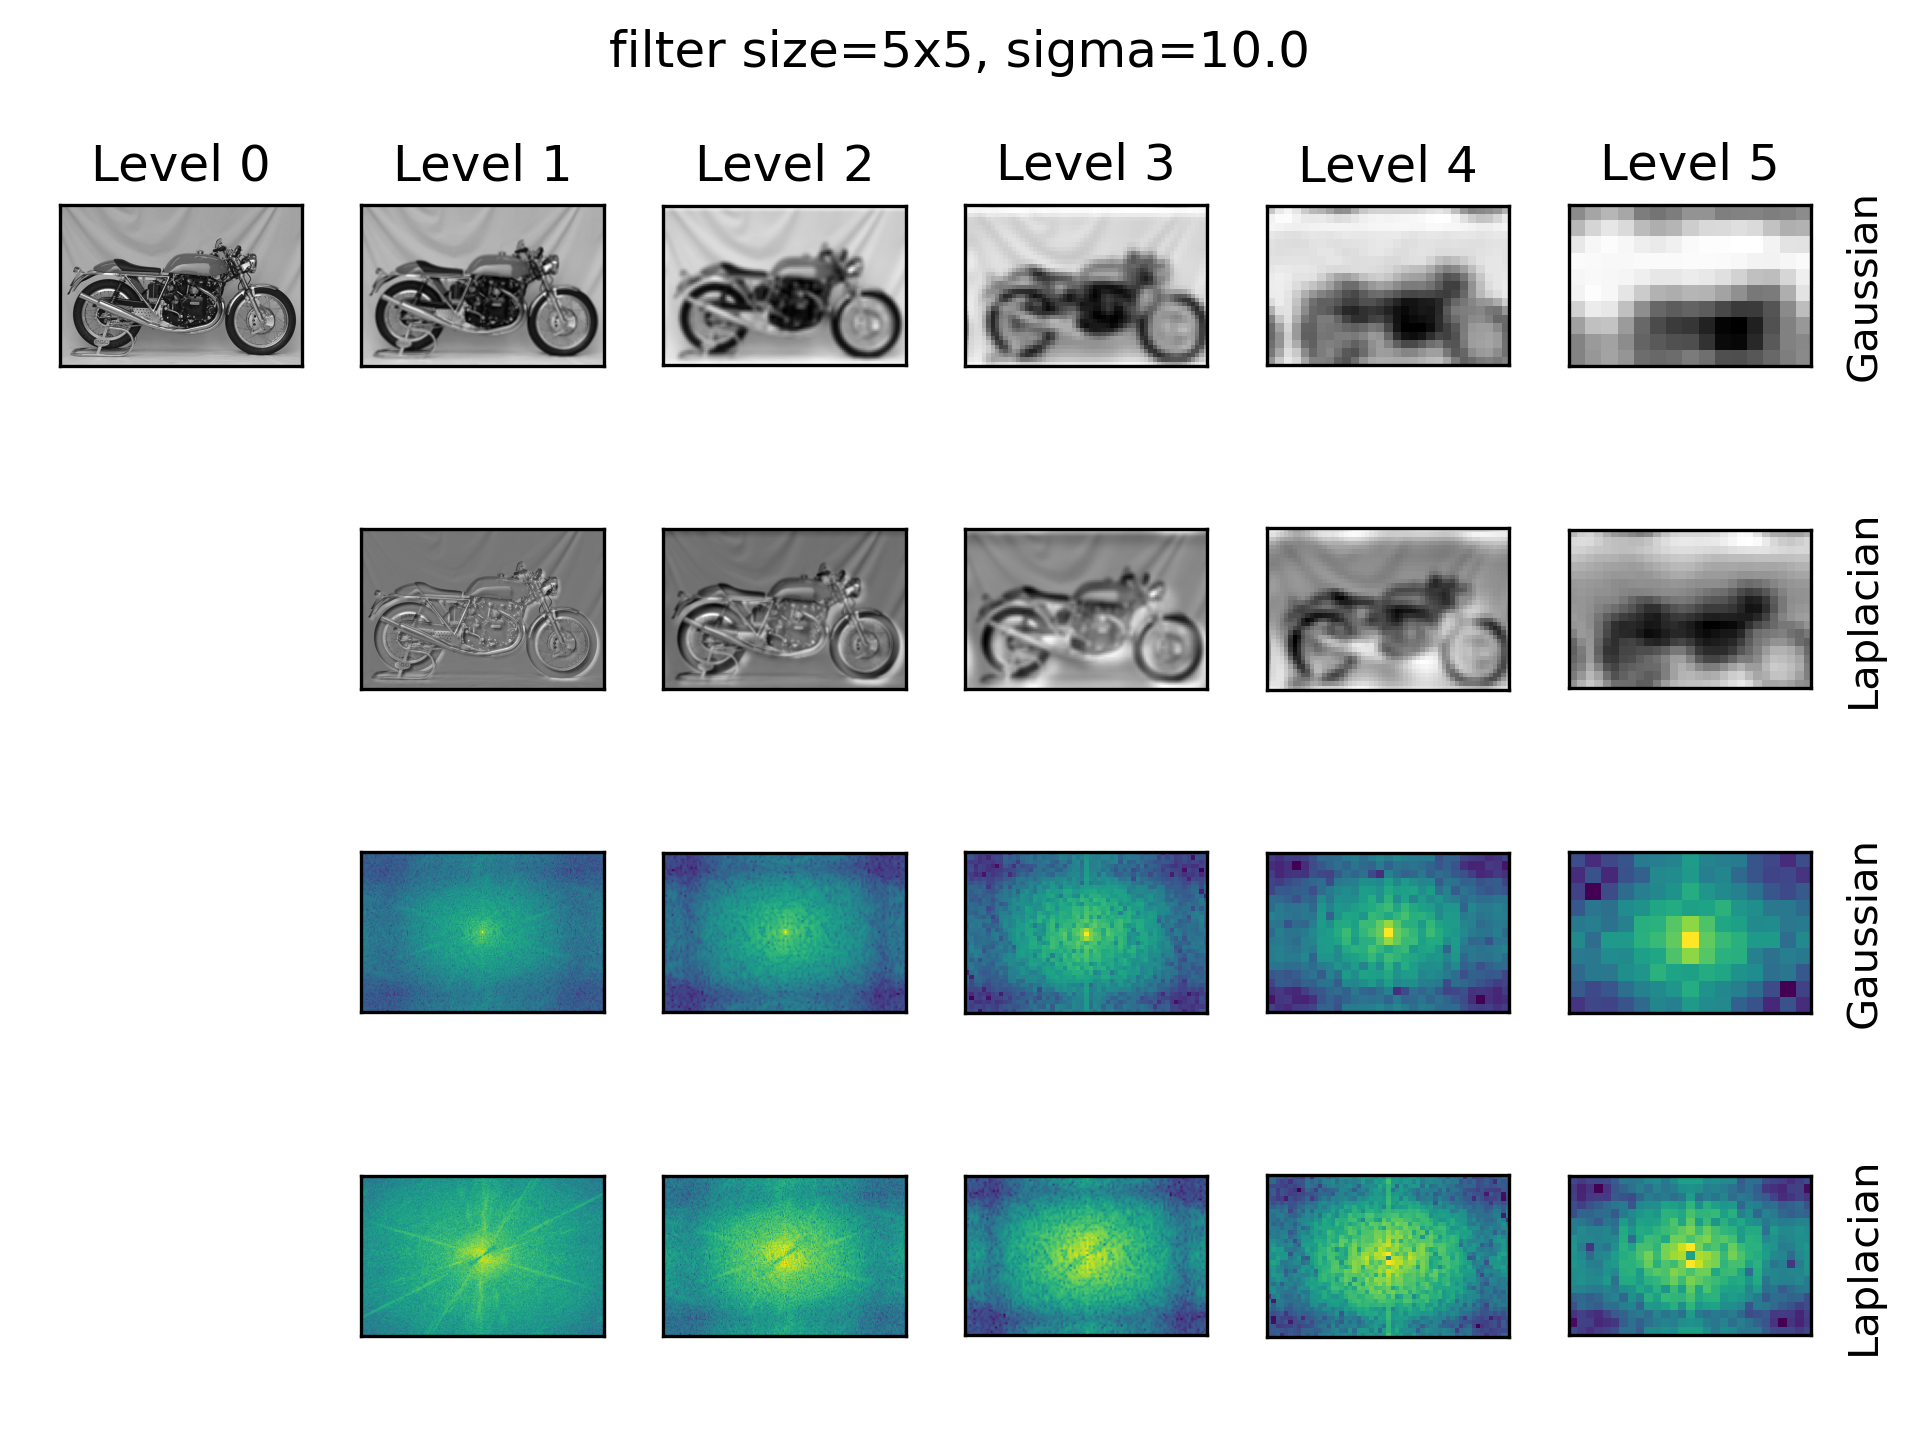 filter size=5x5, sigma=10.0
Level 0
Level 1
Level 2
Level 3
Level 4
Level 5
Gaussian
Laplacian
Gaussian
Laplacian